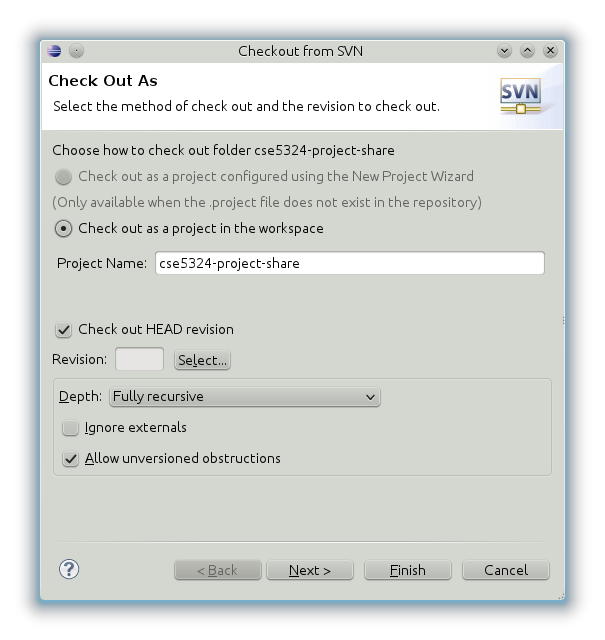 Checkout from SVN
Check Out As
Select the method of check out and the revision to check out.
SVN
Choose how to check out folder cse5324-project-share
Check out as a project configured using the New Project Wizard
(Only available when the .project file does not exist in the repository)
Check out as a project in the workspace
Project Name: cse5324-project-share
Check out HEAD revision
Revision: Select...
Depth: Fully recursive
Ignore externals
Allow unversioned obstructions
? < Back Next > Finish Cancel